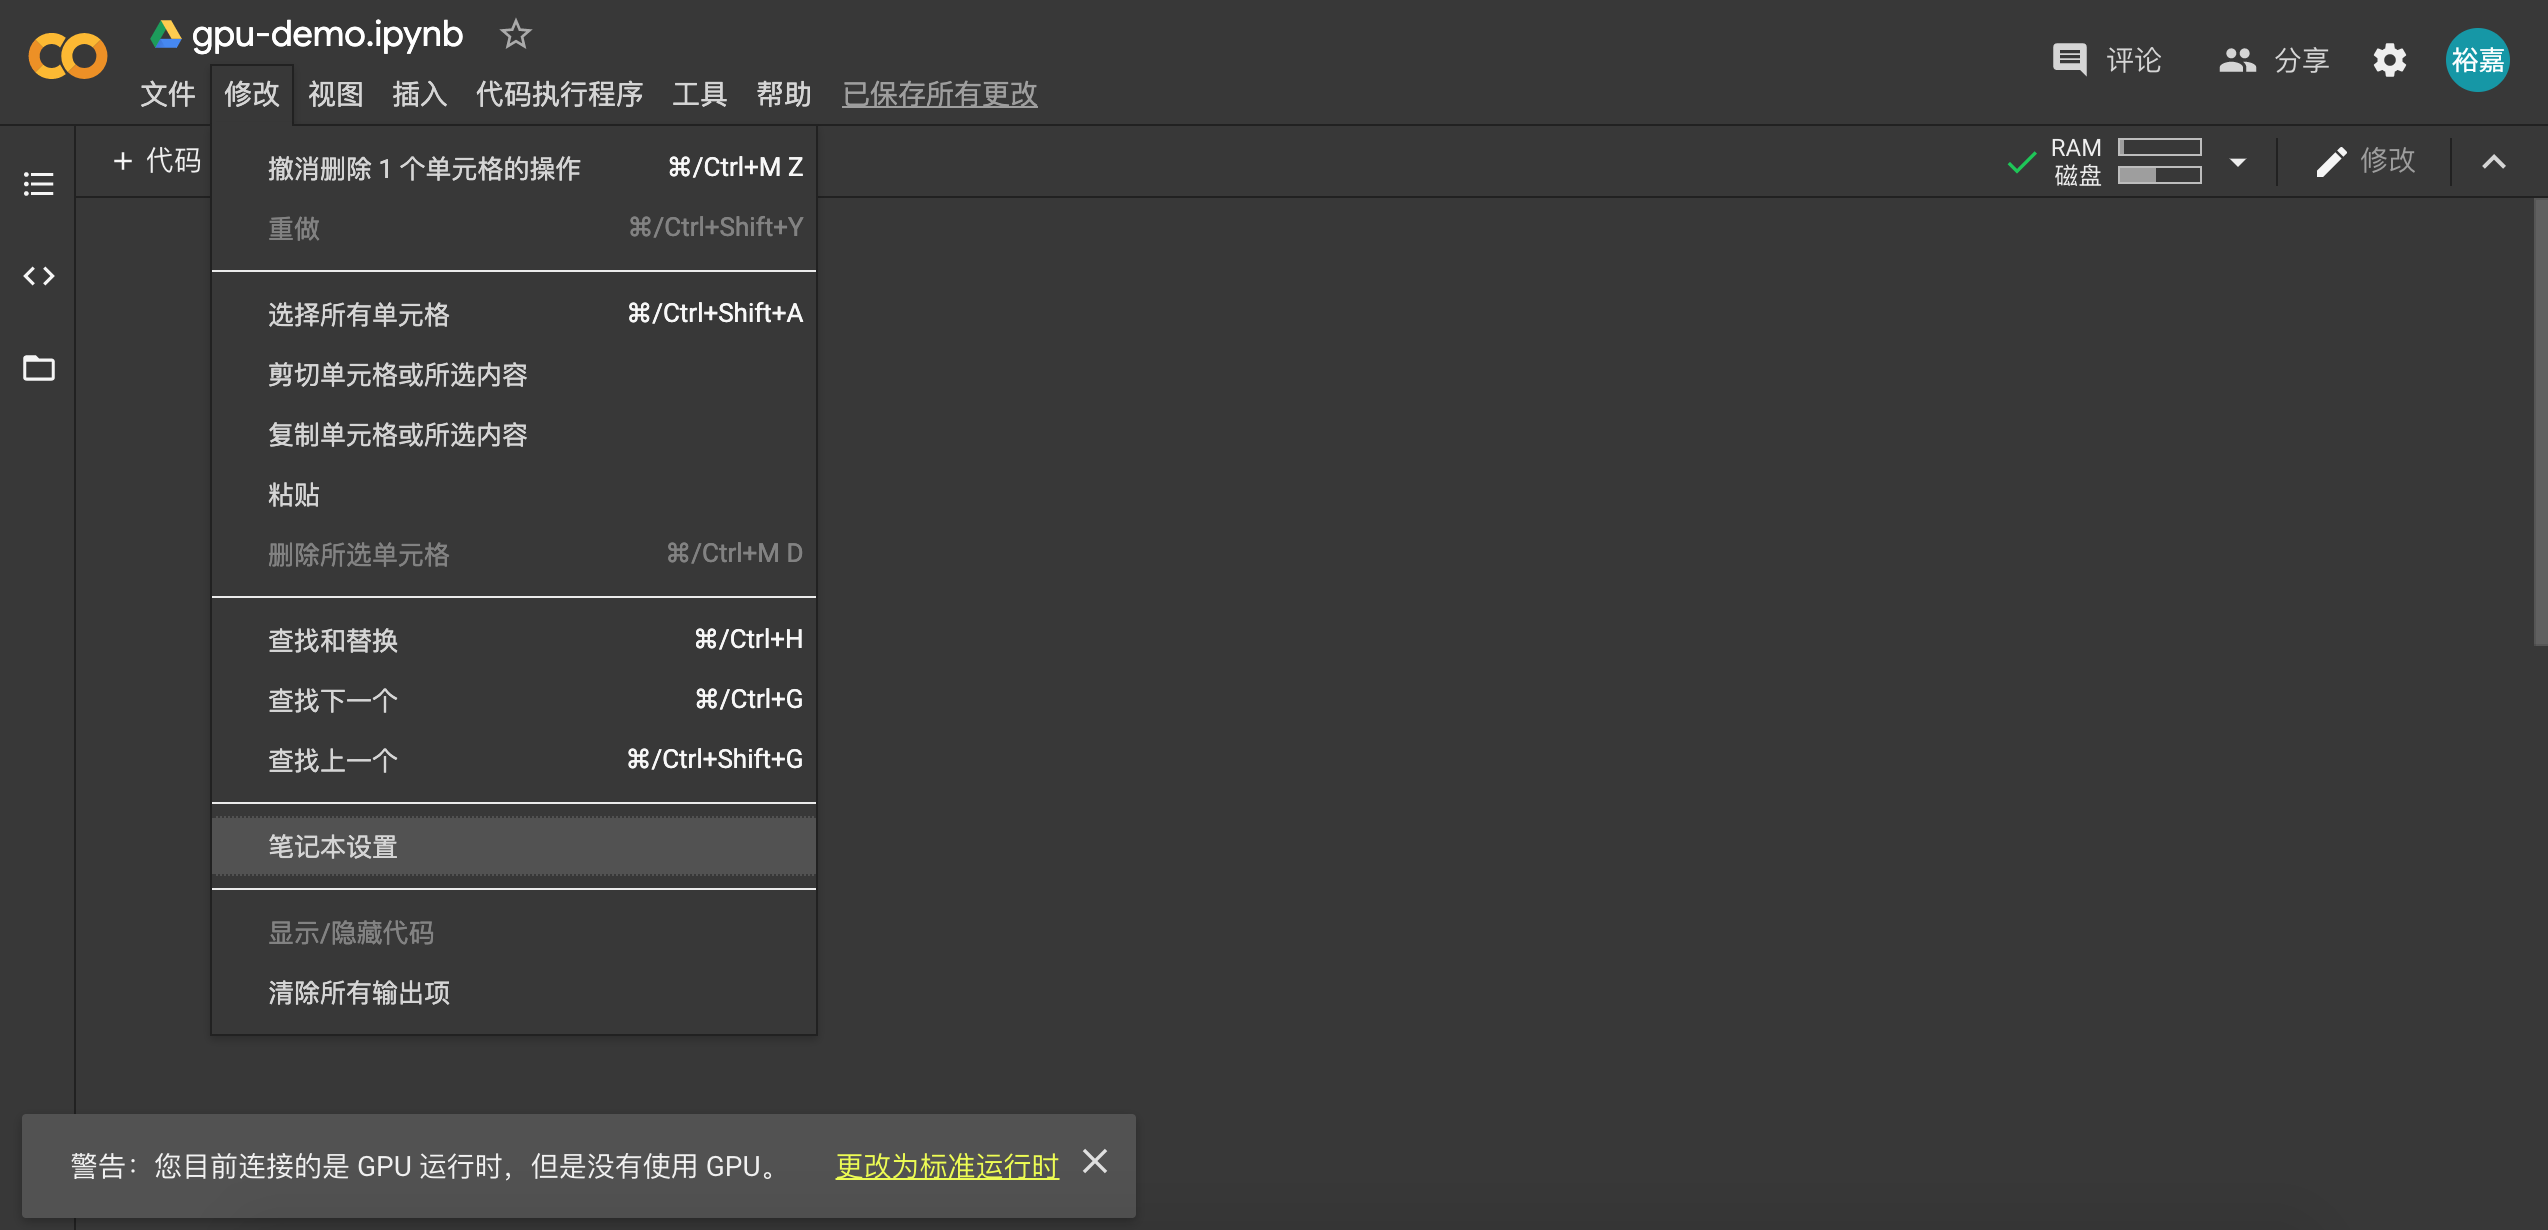 gpu-demo.ipynb
文件 修改 视图 插入 代码执行程序 工具 帮助 已保存所有更改
评论 分享 裕嘉
+ 代码
RAM
磁盘
修改
撤消删除 1 个单元格的操作 ⌘/Ctrl+M Z
重做 ⌘/Ctrl+Shift+Y
选择所有单元格 ⌘/Ctrl+Shift+A
剪切单元格或所选内容
复制单元格或所选内容
粘贴
删除所选单元格 ⌘/Ctrl+M D
查找和替换 ⌘/Ctrl+H
查找下一个 ⌘/Ctrl+G
查找上一个 ⌘/Ctrl+Shift+G
笔记本设置
显示/隐藏代码
清除所有输出项
警告：您目前连接的是 GPU 运行时，但是没有使用 GPU。 更改为标准运行时